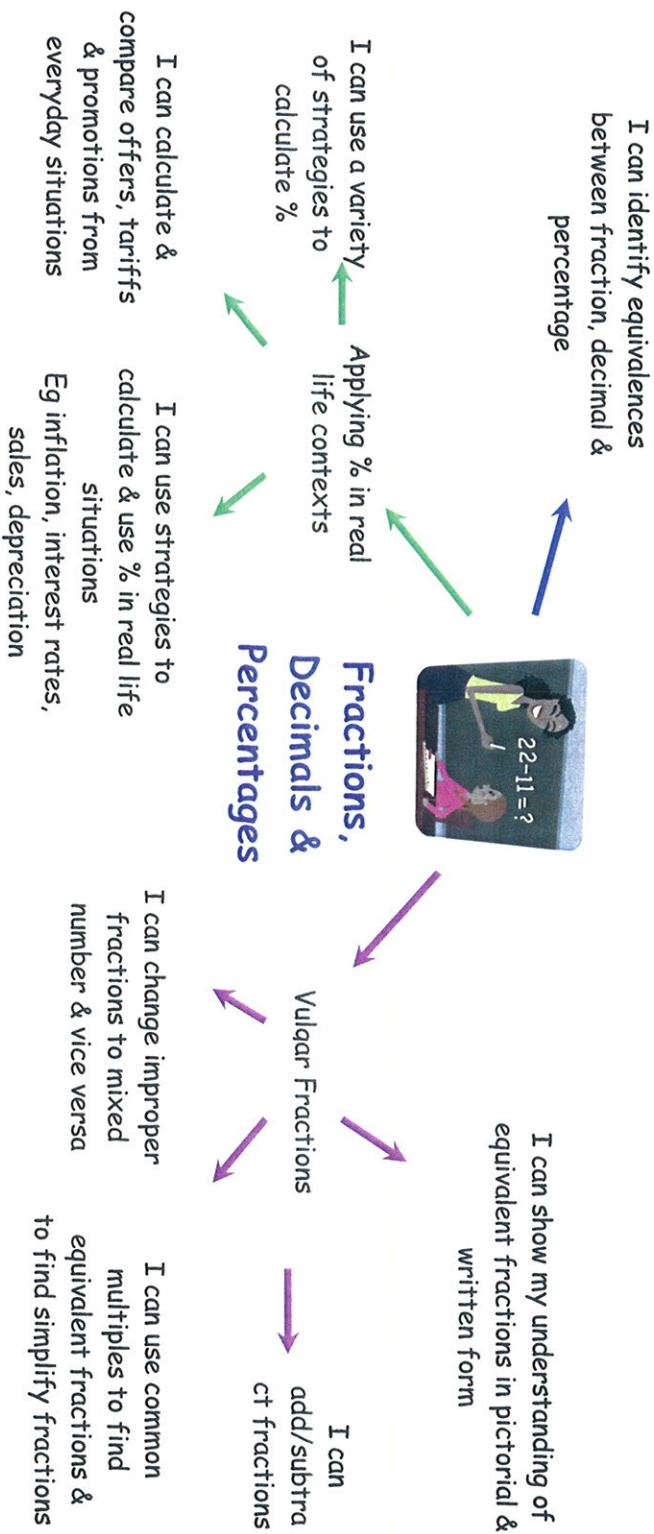 I can identify equivalences
between fraction, decimal &
percentage
22-11=?
I can show my understanding of
equivalent fractions in pictorial &
written form
I can use a variety
of strategies to
calculate %
Applying % in real
life contexts
Fractions,
Decimals &
Percentages
Vulgar Fractions
I can
add/subtra
ct fractions
I can calculate &
compare offers, tariffs
& promotions from
everyday situations
I can use strategies to
calculate & use % in real life
situations
Eg inflation, interest rates,
sales, depreciation
I can change improper
fractions to mixed
number & vice versa
I can use common
multiples to find
equivalent fractions &
to find simplify fractions